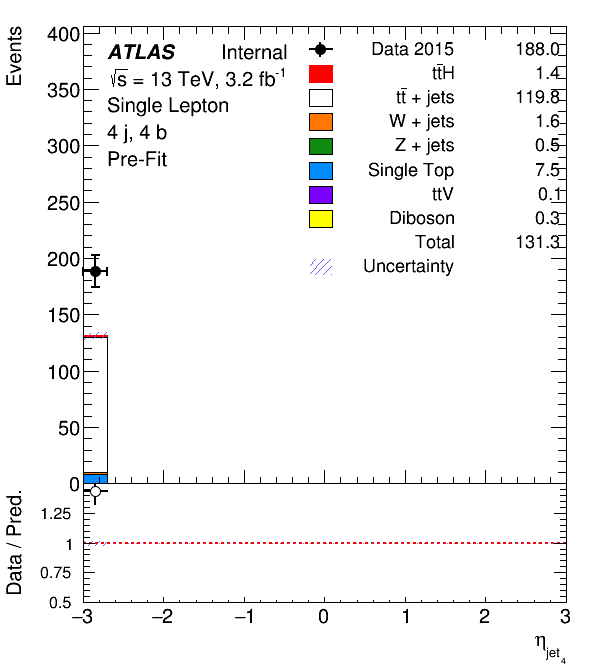 Events
400
350
300
250
200
150
100
50
0
ATLAS Internal
√s = 13 TeV, 3.2 fb⁻¹
Single Lepton
4 j, 4 b
Pre-Fit
Data 2015 188.0
tt̄H 1.4
tt̄ + jets 119.8
W + jets 1.6
Z + jets 0.5
Single Top 7.5
ttV 0.1
Diboson 0.3
Total 131.3
Uncertainty
Data / Pred.
1.25
1
0.75
0.5
−3 −2 −1 0 1 2 3
η_jet_4